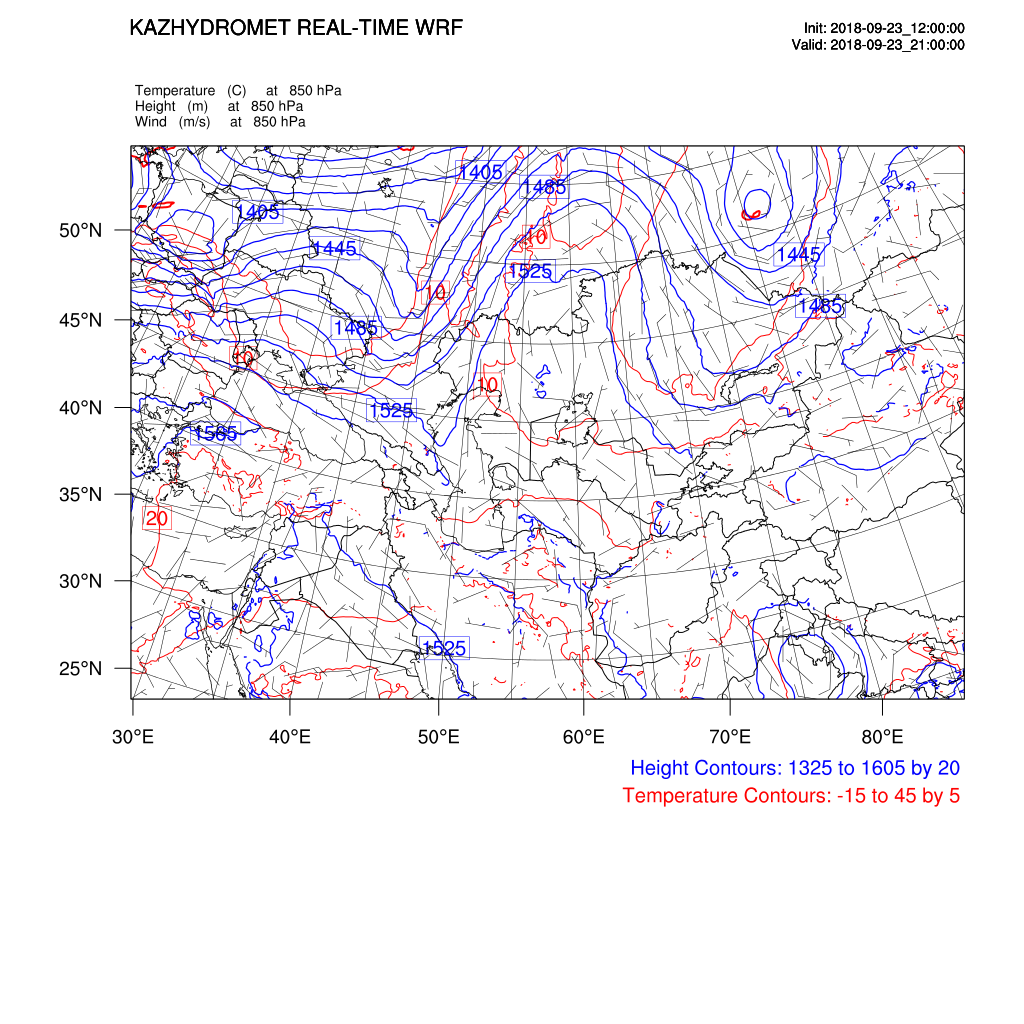 KAZHYDROMET REAL-TIME WRF
Init: 2018-09-23_12:00:00
Valid: 2018-09-23_21:00:00
Temperature (C) at 850 hPa
Height (m) at 850 hPa
Wind (m/s) at 850 hPa
1405
1485
1405
50°N
10
1445
1445
1525
10
1485
45°N
1485
10
10
40°N
1525
1565
35°N
20
30°N
1525
25°N
30°E 40°E 50°E 60°E 70°E 80°E
Height Contours: 1325 to 1605 by 20
Temperature Contours: -15 to 45 by 5